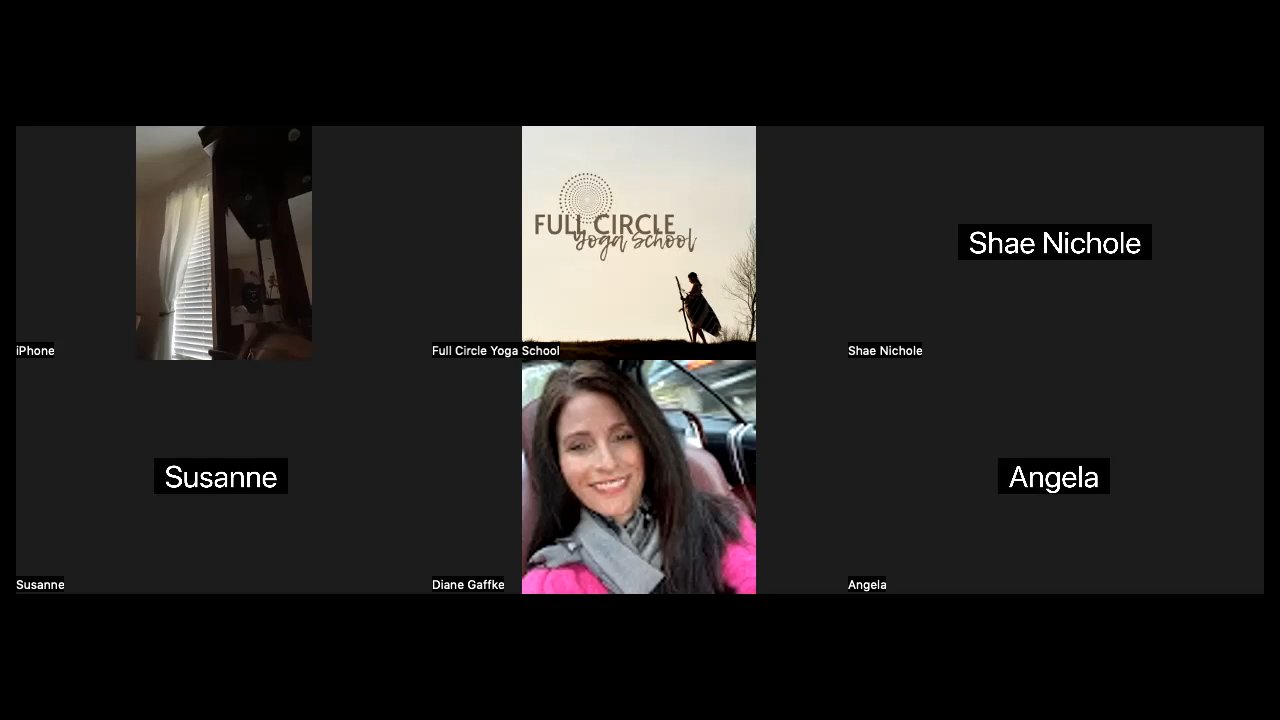 FULL CIRCLE
Yoga School
Shae Nichole
iPhone
Full Circle Yoga School
Shae Nichole
Susanne
Angela
Susanne
Diane Gaffke
Angela